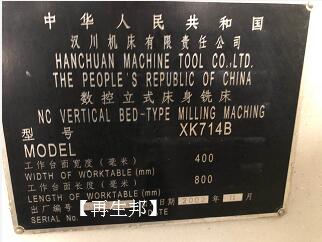 中华人民共和国
汉川机床有限责任公司
HANCHUAN MACHINE TOOL CO.,LTD.
THE PEOPLE'S REPUBLIC OF CHINA
数控立式床身铣床
NC VERTICAL BED-TYPE MILLING MACHING
型号 XK714B
MODEL
工作台面宽度 (毫米) 400
WIDTH OF WORKTABLE(mm)
工作台面长度 (毫米) 800
LENGTH OF WORKTABLE(mm)
出厂编号 日期 月
SERIAL No. DATE
【再生邦】